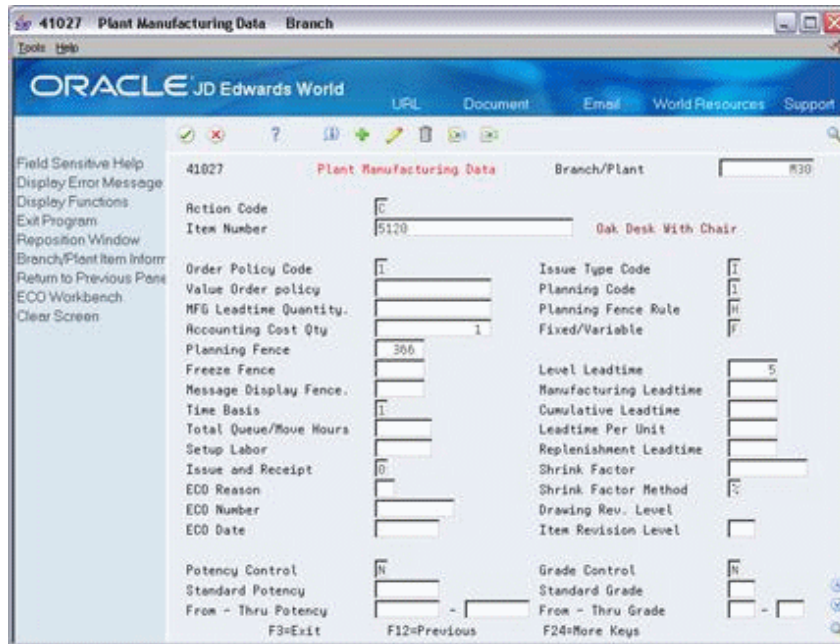 41027 Plant Manufacturing Data Branch
Tools Help
ORACLE JD Edwards World
URL Document Email World Resources Support
Field Sensitive Help
Display Error Message
Display Functions
Exit Program
Reposition Window
Branch/Plant Item Inform
Return to Previous Pane
ECO Workbench
Clear Screen
41027 Plant Manufacturing Data Branch/Plant M30
Action Code C
Item Number 5120 Oak Desk With Chair
Order Policy Code 1 Issue Type Code I
Value Order policy Planning Code 1
MFG Leadtime Quantity. Planning Fence Rule H
Accounting Cost Qty 1 Fixed/Variable F
Planning Fence 366
Freeze Fence Level Leadtime 5
Message Display Fence. Manufacturing Leadtime
Time Basis 1 Cumulative Leadtime
Total Queue/Move Hours Leadtime Per Unit
Setup Labor Replenishment Leadtime
Issue and Receipt 0 Shrink Factor
ECO Reason Shrink Factor Method %
ECO Number Drawing Rev. Level
ECO Date Item Revision Level
Potency Control N Grade Control N
Standard Potency Standard Grade
From - Thru Potency - From - Thru Grade -
F3=Exit F12=Previous F24=More Keys